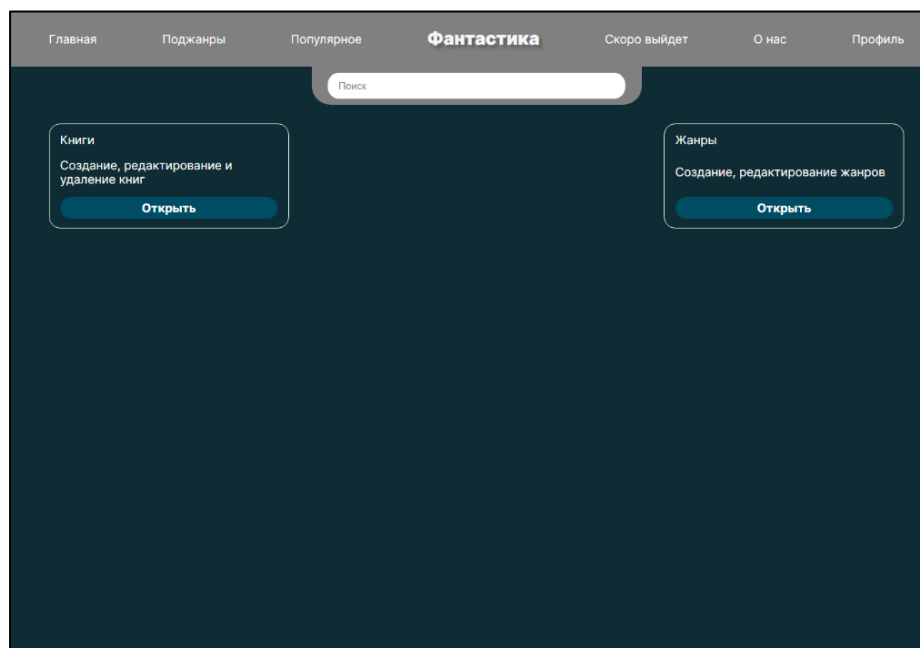 Главная Поджанры Популярное Фантастика Скоро выйдет О нас Профиль
Поиск
Книги
Создание, редактирование и
удаление книг
Открыть
Жанры
Создание, редактирование жанров
Открыть